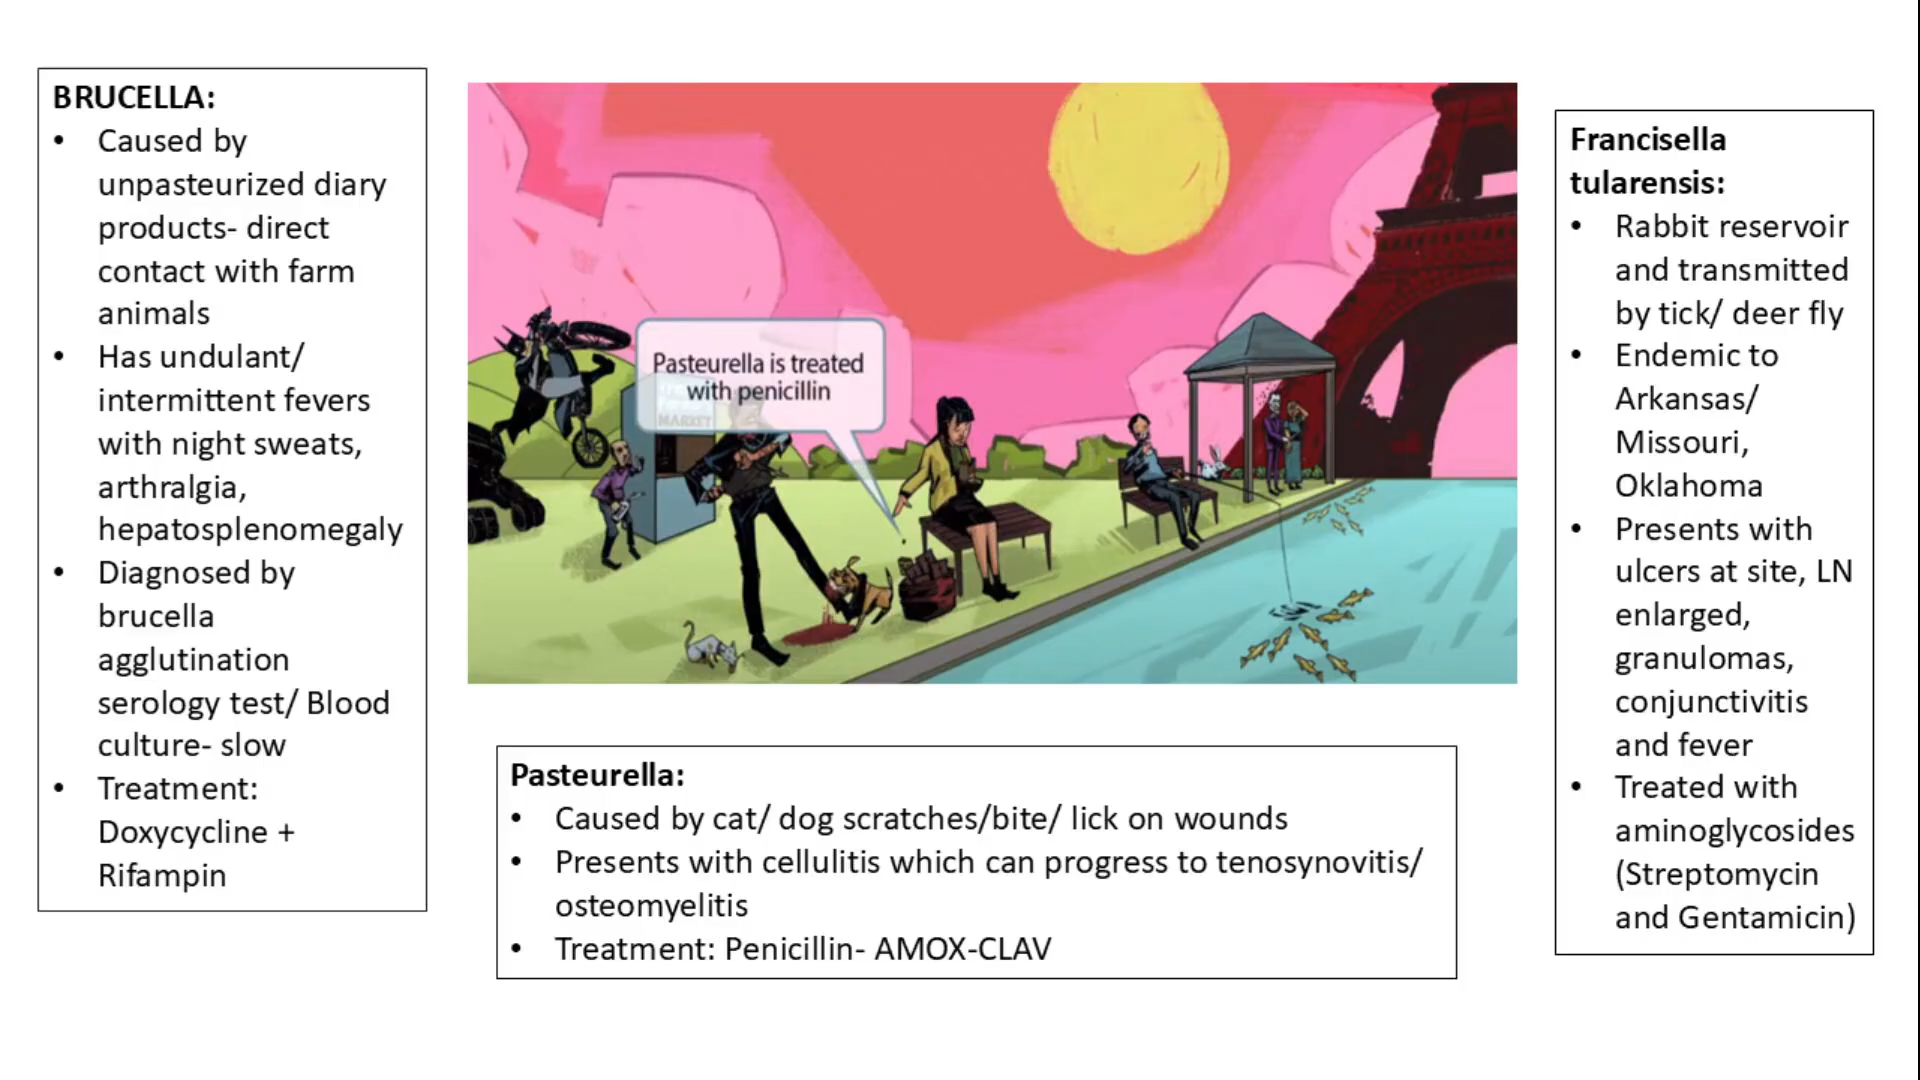 BRUCELLA:
• Caused by
unpasteurized diary
products- direct
contact with farm
animals
• Has undulant/
intermittent fevers
with night sweats,
arthralgia,
hepatosplenomegaly
• Diagnosed by
brucella
agglutination
serology test/ Blood
culture- slow
• Treatment:
Doxycycline +
Rifampin
Pasteurella is treated
with penicillin
MARKET
Pasteurella:
• Caused by cat/ dog scratches/bite/ lick on wounds
• Presents with cellulitis which can progress to tenosynovitis/
osteomyelitis
• Treatment: Penicillin- AMOX-CLAV
Francisella
tularensis:
• Rabbit reservoir
and transmitted
by tick/ deer fly
• Endemic to
Arkansas/
Missouri,
Oklahoma
• Presents with
ulcers at site, LN
enlarged,
granulomas,
conjunctivitis
and fever
• Treated with
aminoglycosides
(Streptomycin
and Gentamicin)